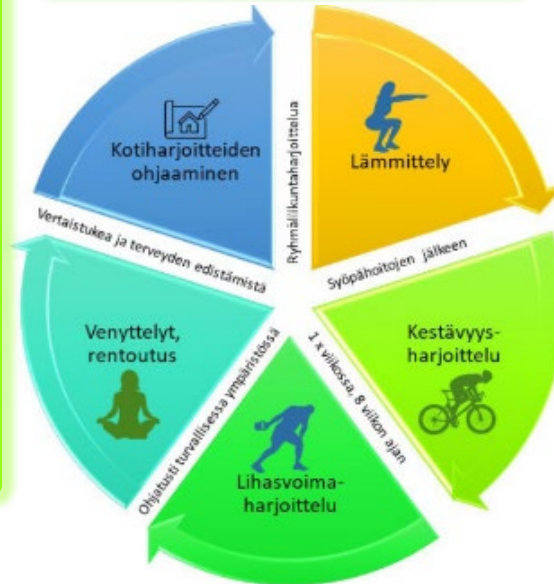 Kotiharjoitteiden
ohjaaminen
Ryhmäliikuntaharjoittelua
Lämmittely
Syöpähoitojen jälkeen
Kestävyys-
harjoittelu
1 x viikossa, 8 viikon ajan
Lihasvoima-
harjoittelu
Ohjatusti turvallisessa ympäristössä
Venyttelyt,
rentoutus
Vertaistukea ja terveyden edistämistä